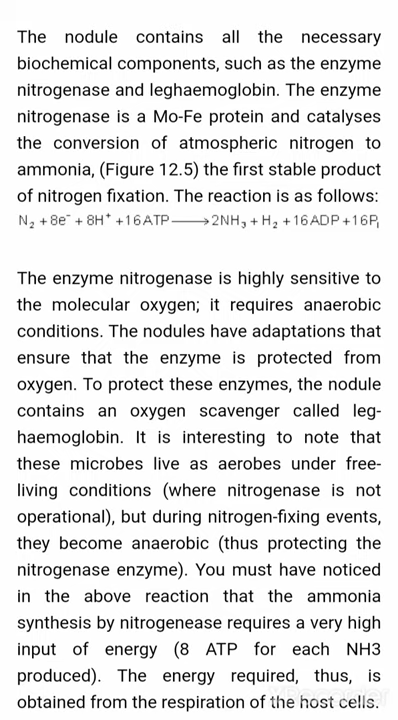 The nodule contains all the necessary
biochemical components, such as the enzyme
nitrogenase and leghaemoglobin. The enzyme
nitrogenase is a Mo-Fe protein and catalyses
the conversion of atmospheric nitrogen to
ammonia, (Figure 12.5) the first stable product
of nitrogen fixation. The reaction is as follows:
N₂ + 8e⁻ + 8H⁺ +16ATP⟶2NH₃ + H₂ +16ADP+16Pᵢ
The enzyme nitrogenase is highly sensitive to
the molecular oxygen; it requires anaerobic
conditions. The nodules have adaptations that
ensure that the enzyme is protected from
oxygen. To protect these enzymes, the nodule
contains an oxygen scavenger called leg-
haemoglobin. It is interesting to note that
these microbes live as aerobes under free-
living conditions (where nitrogenase is not
operational), but during nitrogen-fixing events,
they become anaerobic (thus protecting the
nitrogenase enzyme). You must have noticed
in the above reaction that the ammonia
synthesis by nitrogenease requires a very high
input of energy (8 ATP for each NH3
produced). The energy required, thus, is
obtained from the respiration of the host cells.